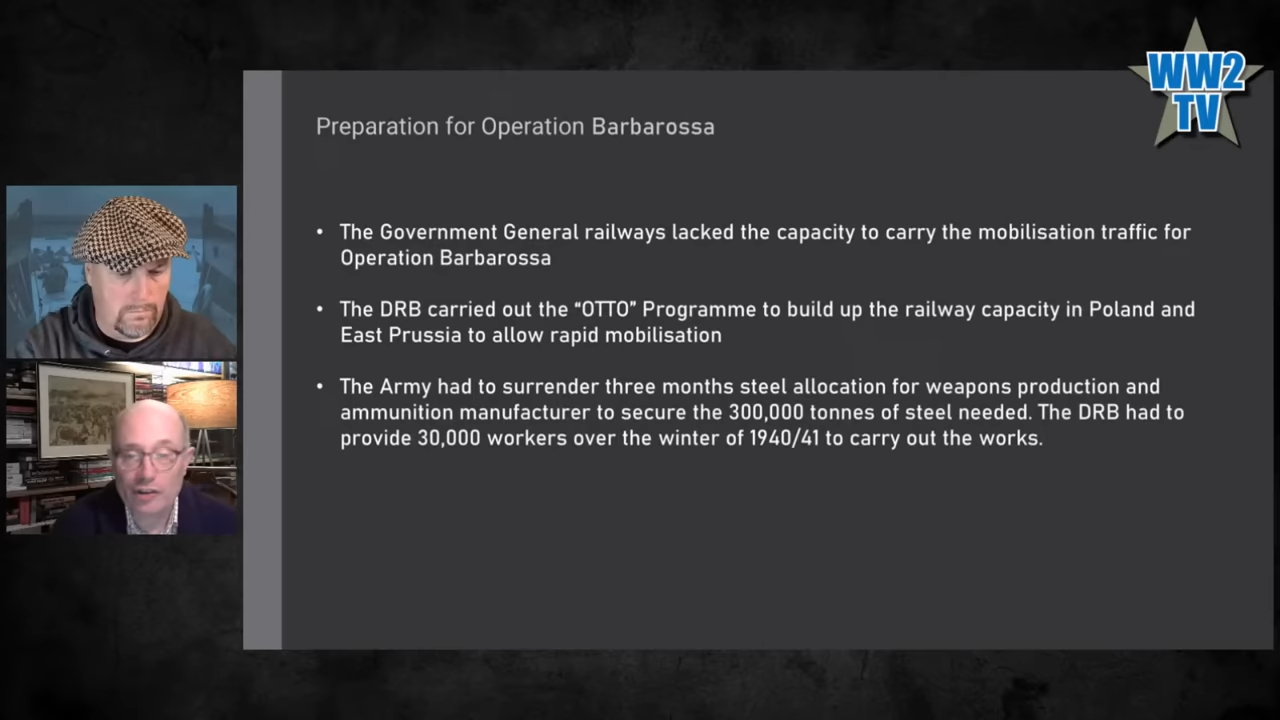 WW2
TV
Preparation for Operation Barbarossa
• The Government General railways lacked the capacity to carry the mobilisation traffic for
Operation Barbarossa
• The DRB carried out the “OTTO” Programme to build up the railway capacity in Poland and
East Prussia to allow rapid mobilisation
• The Army had to surrender three months steel allocation for weapons production and
ammunition manufacturer to secure the 300,000 tonnes of steel needed. The DRB had to
provide 30,000 workers over the winter of 1940/41 to carry out the works.